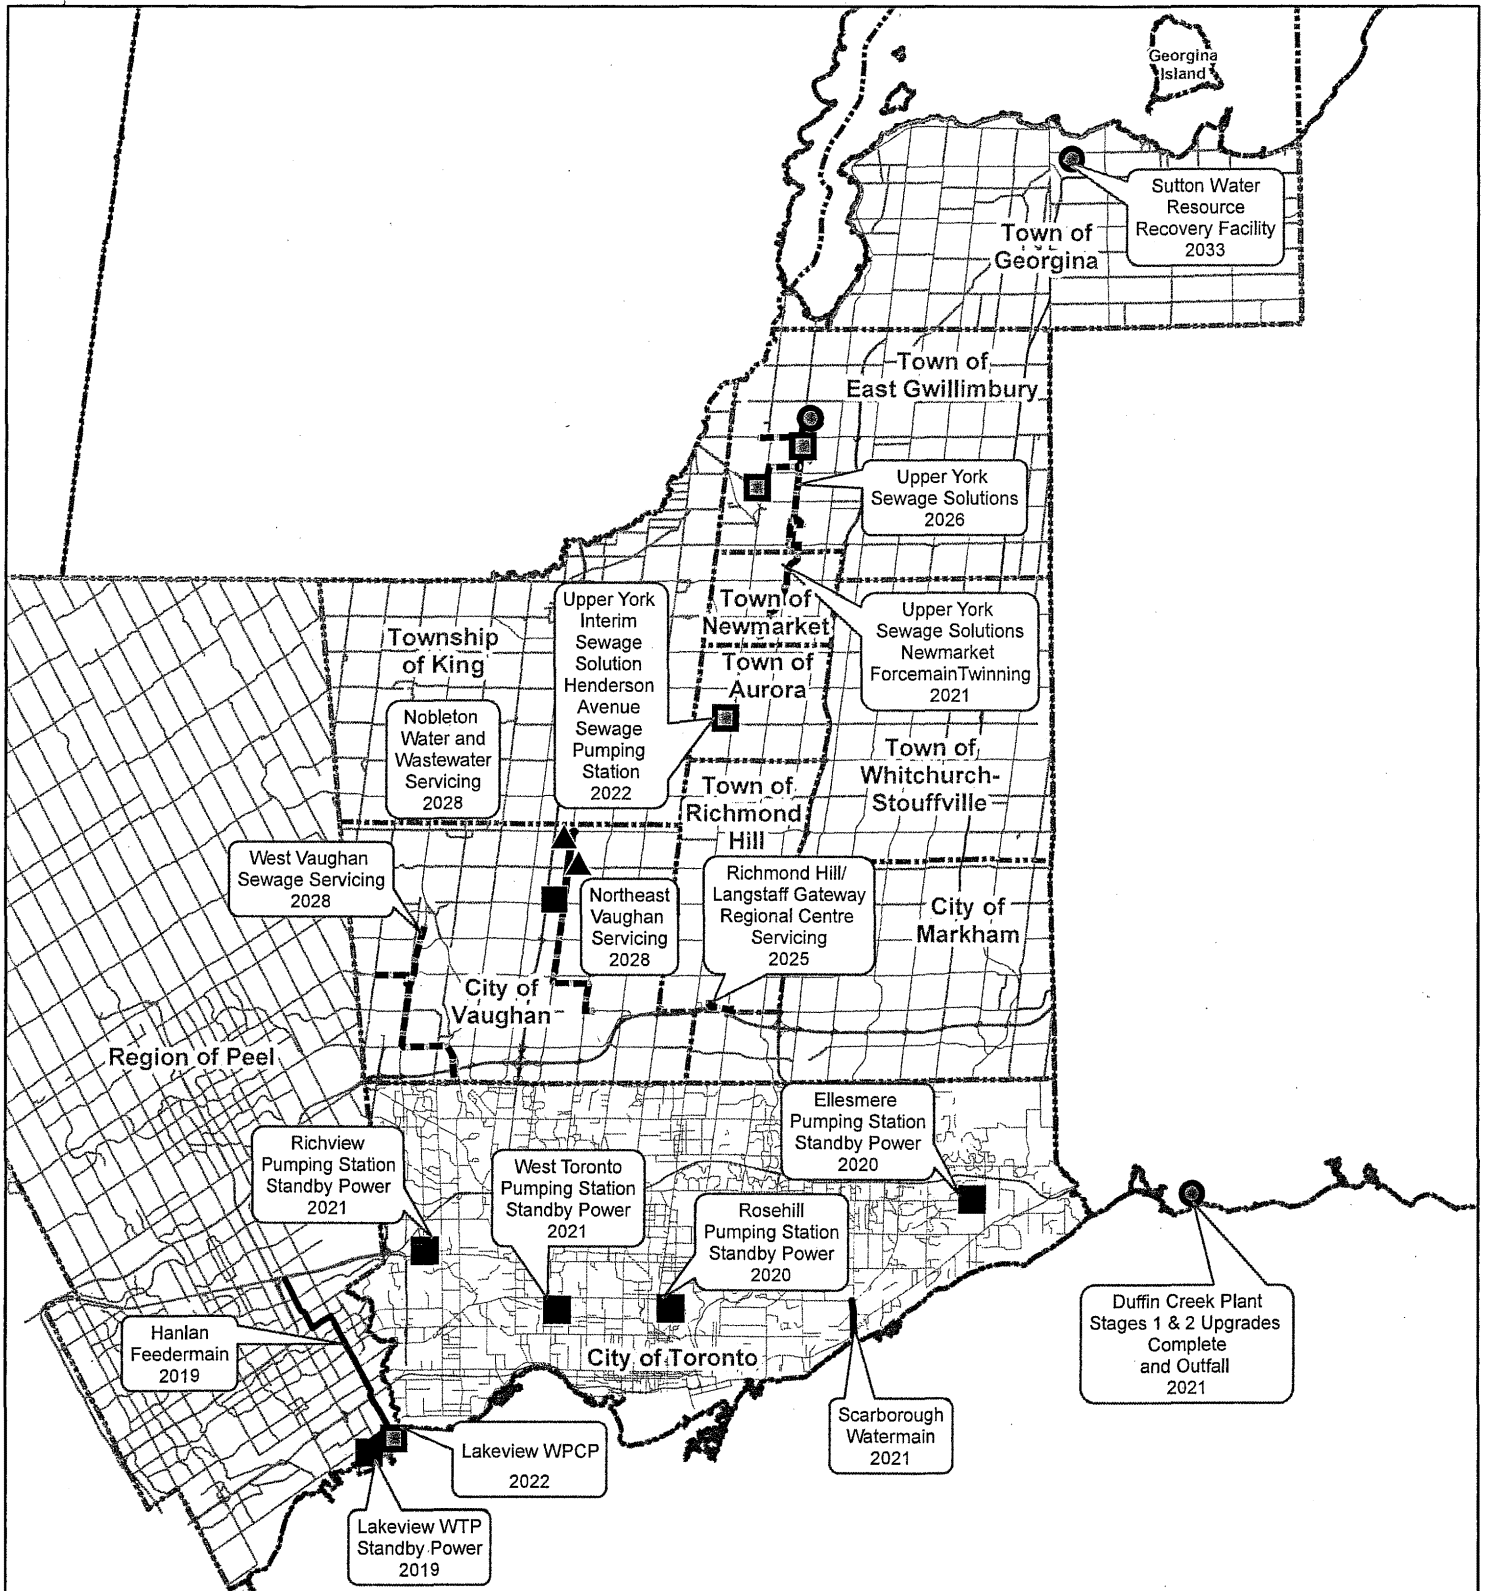 Georgina
Island
Sutton Water
Resource
Recovery Facility
2033
Town of
Georgina
Town of
East Gwillimbury
Upper York
Sewage Solutions
2026
Upper York
Interim
Sewage
Solution
Henderson
Avenue
Sewage
Pumping
Station
2022
Town of
Newmarket
Upper York
Sewage Solutions
Newmarket
ForcemainTwinning
2021
Township
of King
Town of
Aurora
Nobleton
Water and
Wastewater
Servicing
2028
Town of
Whitchurch-
Stouffville
Town of
Richmond
Hill
West Vaughan
Sewage Servicing
2028
Northeast
Vaughan
Servicing
2028
Richmond Hill/
Langstaff Gateway
Regional Centre
Servicing
2025
City of
Markham
City of
Vaughan
Region of Peel
Ellesmere
Pumping Station
Standby Power
2020
Richview
Pumping Station
Standby Power
2021
West Toronto
Pumping Station
Standby Power
2021
Rosehill
Pumping Station
Standby Power
2020
Duffin Creek Plant
Stages 1 & 2 Upgrades
Complete
and Outfall
2021
Hanlan
Feedermain
2019
City of Toronto
Scarborough
Watermain
2021
Lakeview WPCP
2022
Lakeview WTP
Standby Power
2019